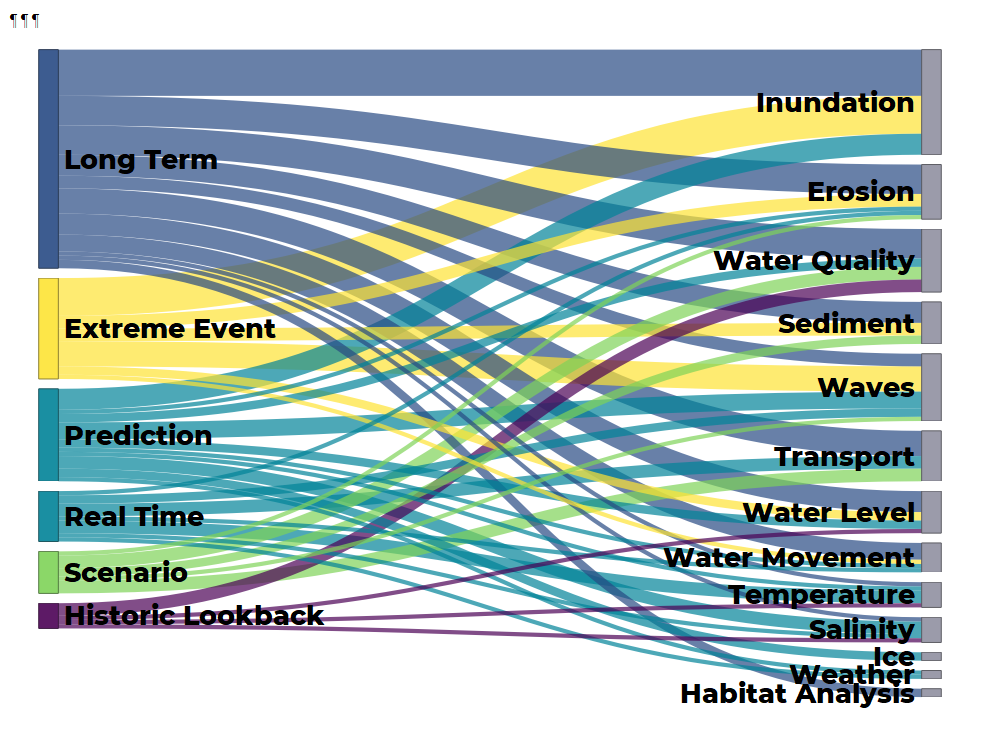 ¶¶¶
Long Term
Extreme Event
Prediction
Real Time
Scenario
Historic Lookback
Inundation
Erosion
Water Quality
Sediment
Waves
Transport
Water Level
Water Movement
Temperature
Salinity
Ice
Weather
Habitat Analysis